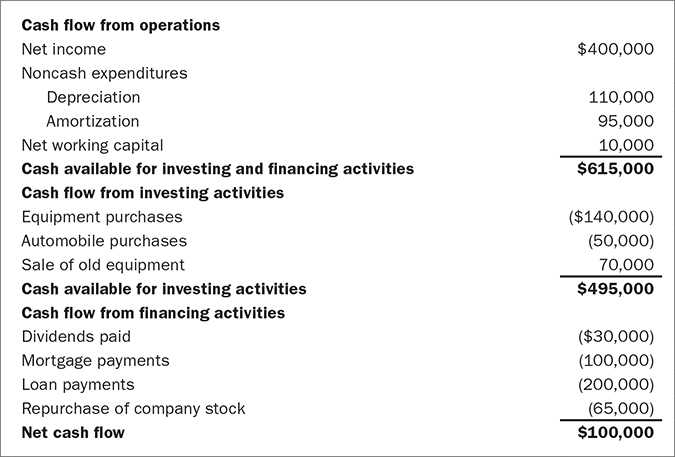 Cash flow from operations
Net income $400,000
Noncash expenditures
Depreciation 110,000
Amortization 95,000
Net working capital 10,000
Cash available for investing and financing activities $615,000
Cash flow from investing activities
Equipment purchases ($140,000)
Automobile purchases (50,000)
Sale of old equipment 70,000
Cash available for investing activities $495,000
Cash flow from financing activities
Dividends paid ($30,000)
Mortgage payments (100,000)
Loan payments (200,000)
Repurchase of company stock (65,000)
Net cash flow $100,000